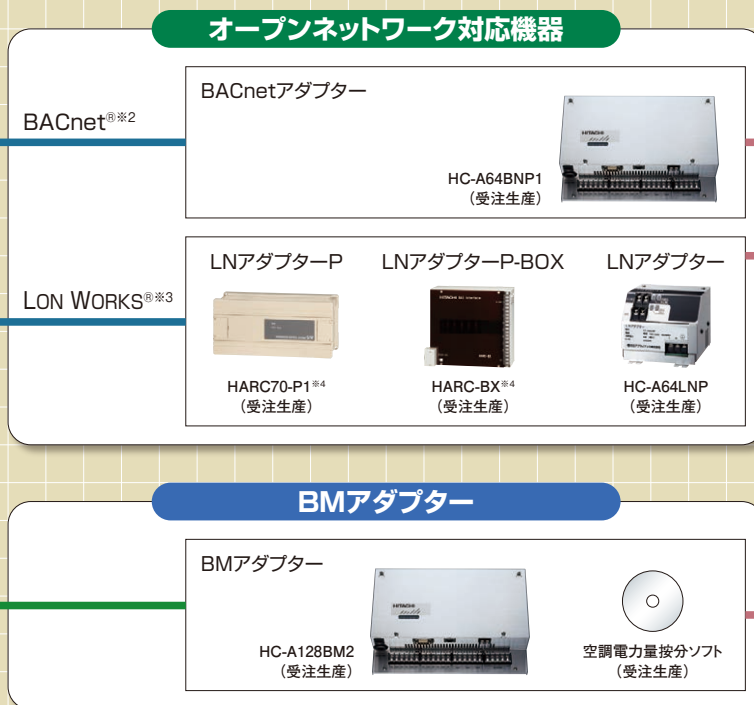 オープンネットワーク対応機器
BACnet®※2
BACnetアダプター
HITACHI
HC-A64BNP1
(受注生産)
LON WORKS®※3
LNアダプターP
LNアダプターP-BOX
LNアダプター
HARC70-P1※4
(受注生産)
HARC-BX※4
(受注生産)
HC-A64LNP
(受注生産)
BMアダプター
BMアダプター
HITACHI
HC-A128BM2
(受注生産)
空調電力量按分ソフト
(受注生産)